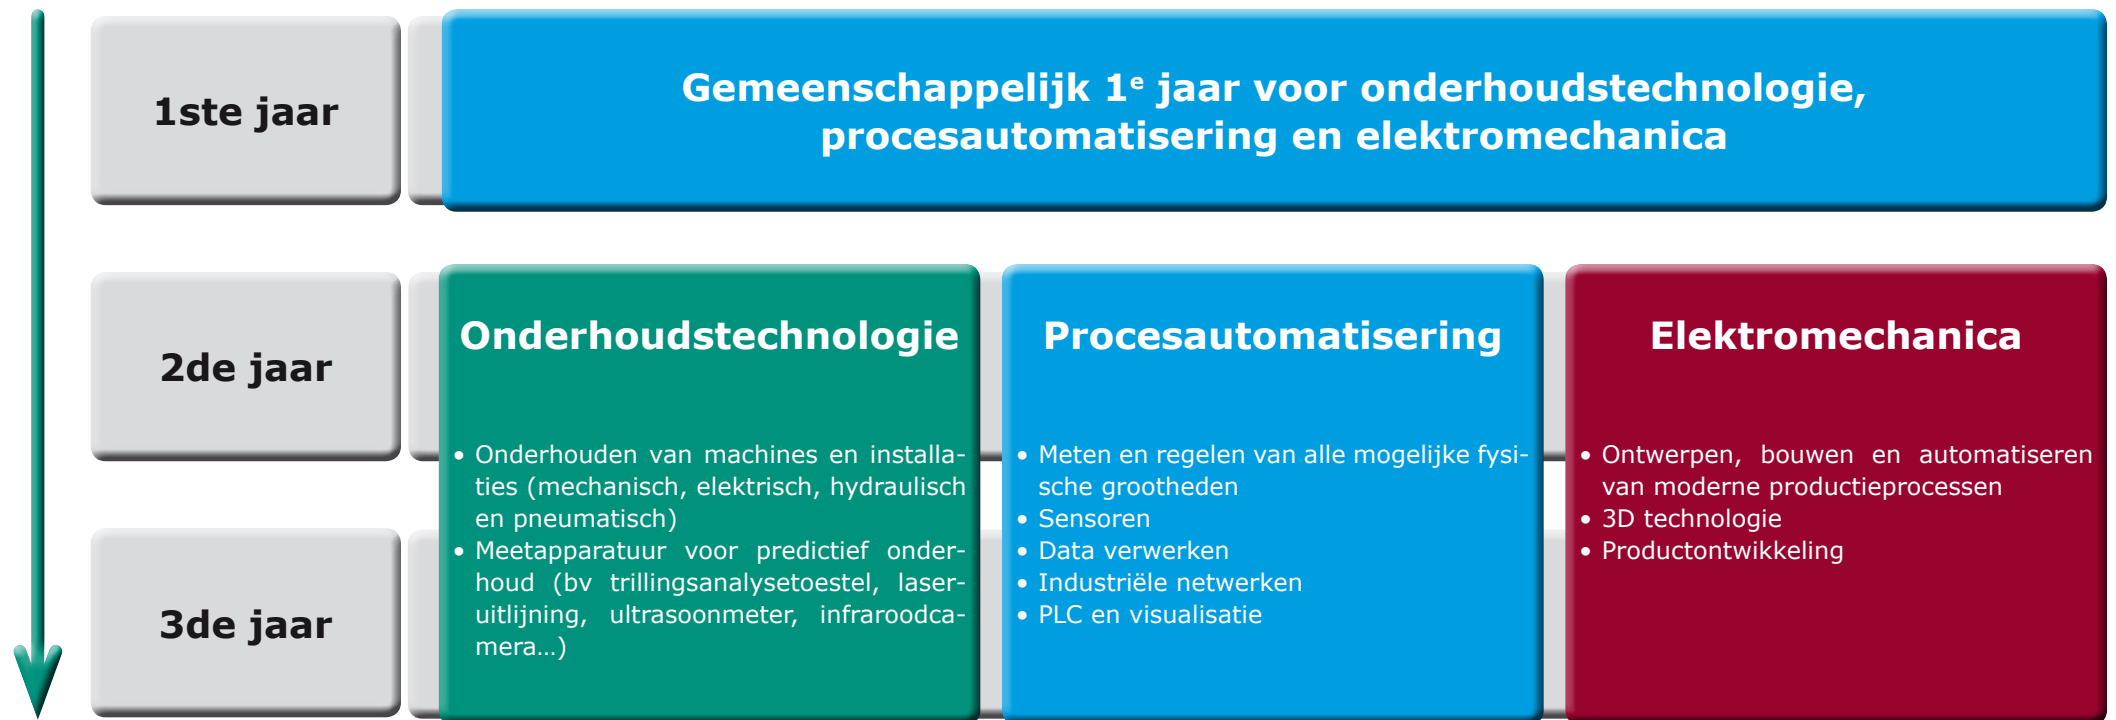 1ste jaar
Gemeenschappelijk 1e jaar voor onderhoudstechnologie,
procesautomatisering en elektromechanica
2de jaar
3de jaar
Onderhoudstechnologie
• Onderhouden van machines en installa-
ties (mechanisch, elektrisch, hydraulisch
en pneumatisch)
• Meetapparatuur voor predictief onder-
houd (bv trillingsanalysetoestel, laser-
uitlijning, ultrasoonmeter, infraroodca-
mera…)
Procesautomatisering
• Meten en regelen van alle mogelijke fysi-
sche grootheden
• Sensoren
• Data verwerken
• Industriële netwerken
• PLC en visualisatie
Elektromechanica
• Ontwerpen, bouwen en automatiseren
van moderne productieprocessen
• 3D technologie
• Productontwikkeling